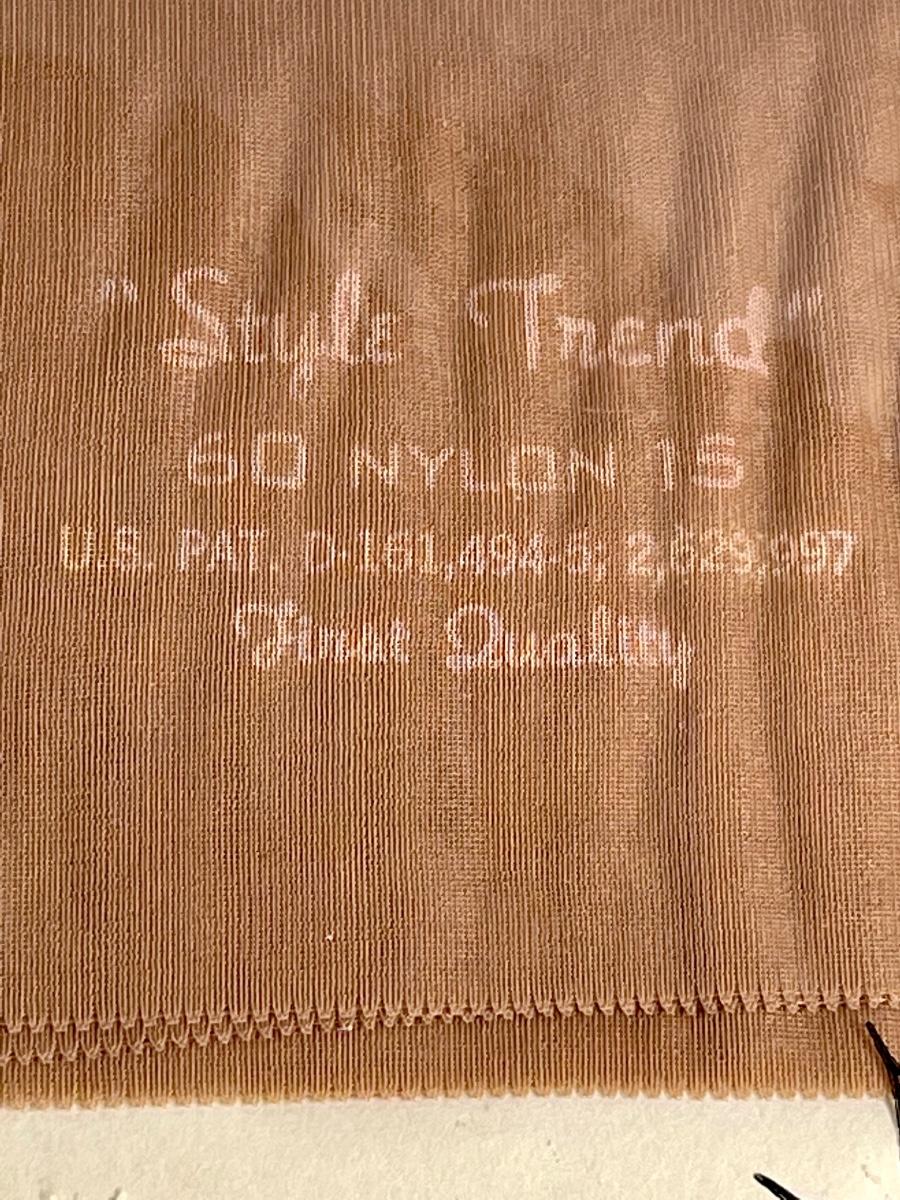 "Style Trend"
60 NYLON 15
U.S. PAT. D-161,494-5; 2,629,997
First Quality